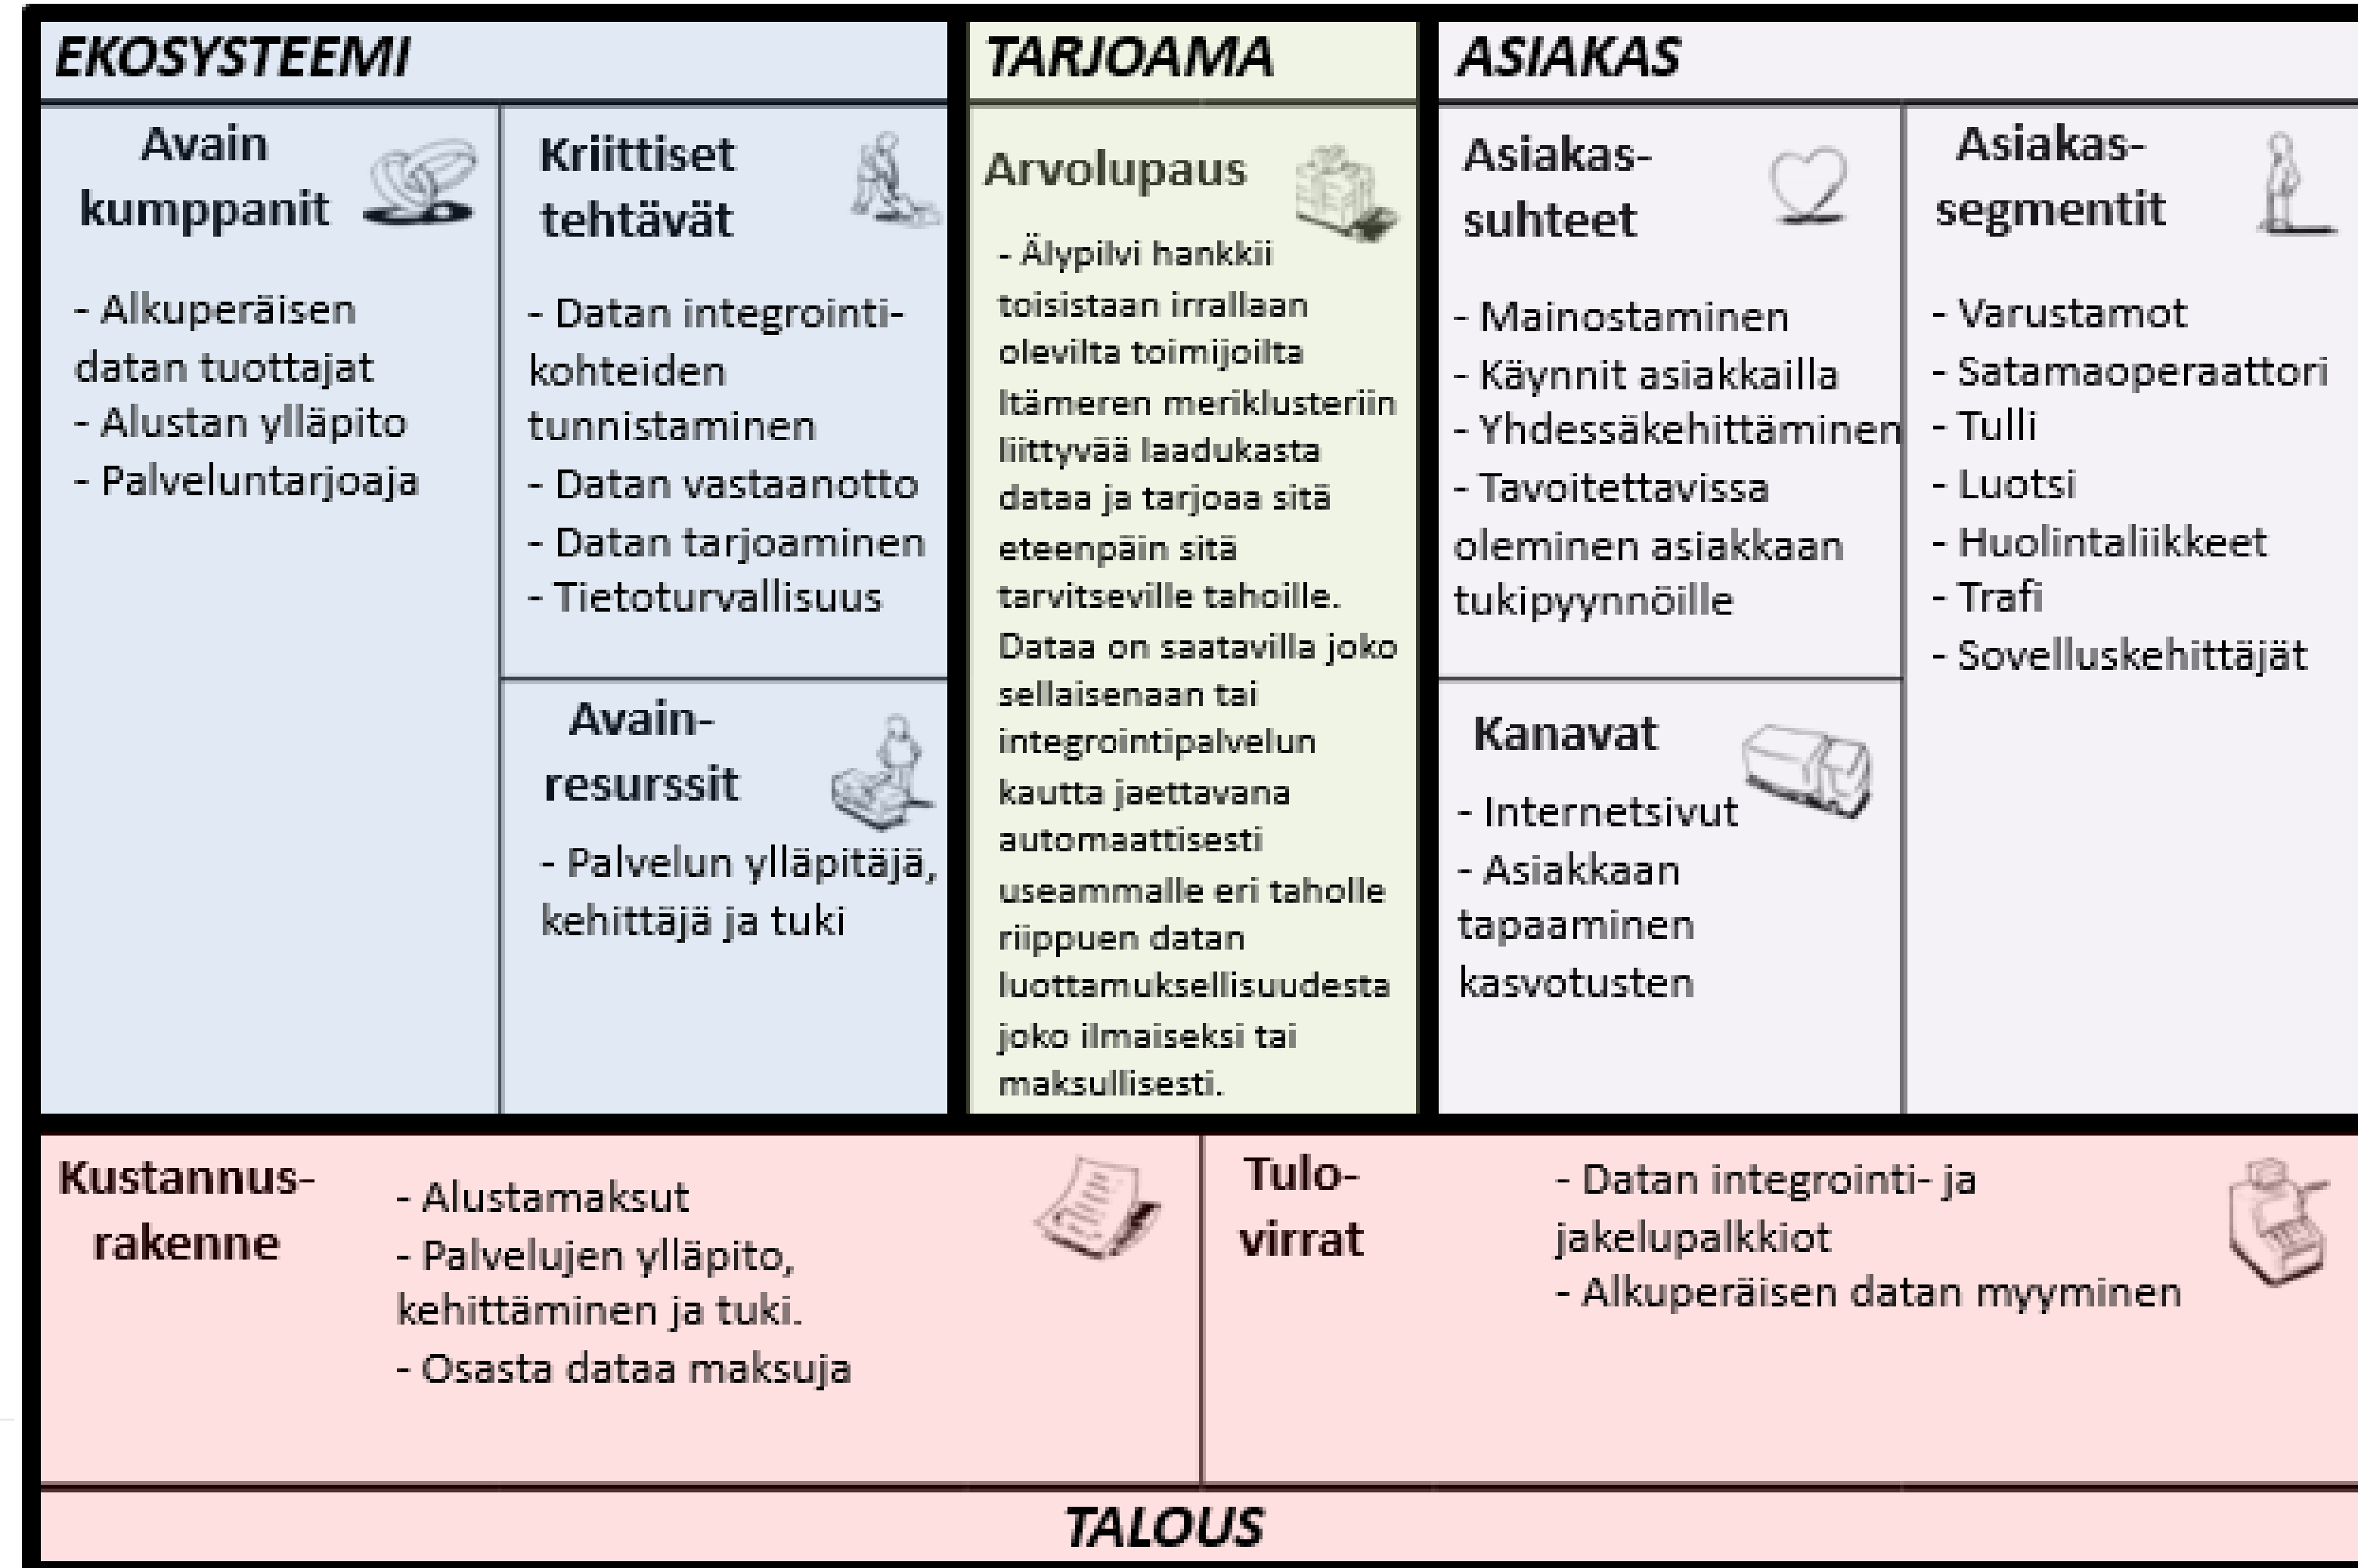 EKOSYSTEEMI
Avain
kumppanit
- Alkuperäisen
datan tuottajat
- Alustan ylläpito
- Palveluntarjoaja
Kriittiset
tehtävät
- Datan integrointi-
kohteiden
tunnistaminen
- Datan vastaanotto
- Datan tarjoaminen
- Tietoturvallisuus
Avain-
resurssit
- Palvelun ylläpitäjä,
kehittäjä ja tuki
TARJOAMA
Arvolupaus
- Älypilvi hankkii
toisistaan irrallaan
olevilta toimijoilta
Itämeren meriklusteriin
liittyvää laadukasta
dataa ja tarjoaa sitä
eteenpäin sitä
tarvitseville tahoille.
Dataa on saatavilla joko
sellaisenaan tai
integrointipalvelun
kautta jaettavana
automaattisesti
useammalle eri taholle
riippuen datan
luottamuksellisuudesta
joko ilmaiseksi tai
maksullisesti.
ASIAKAS
Asiakas-
suhteet
- Mainostaminen
- Käynnit asiakkailla
- Yhdessäkehittäminen
- Tavoitettavissa
oleminen asiakkaan
tukipyynnöille
Kanavat
- Internetsivut
- Asiakkaan
tapaaminen
kasvotusten
Asiakas-
segmentit
- Varustamot
- Satamaoperaattori
- Tulli
- Luotsi
- Huolintaliikkeet
- Trafi
- Sovelluskehittäjät
Kustannus-
rakenne
- Alustamaksut
- Palvelujen ylläpito,
kehittäminen ja tuki.
- Osasta dataa maksuja
Tulo-
virrat
- Datan integrointi- ja
jakelupalkkiot
- Alkuperäisen datan myyminen
TALOUS